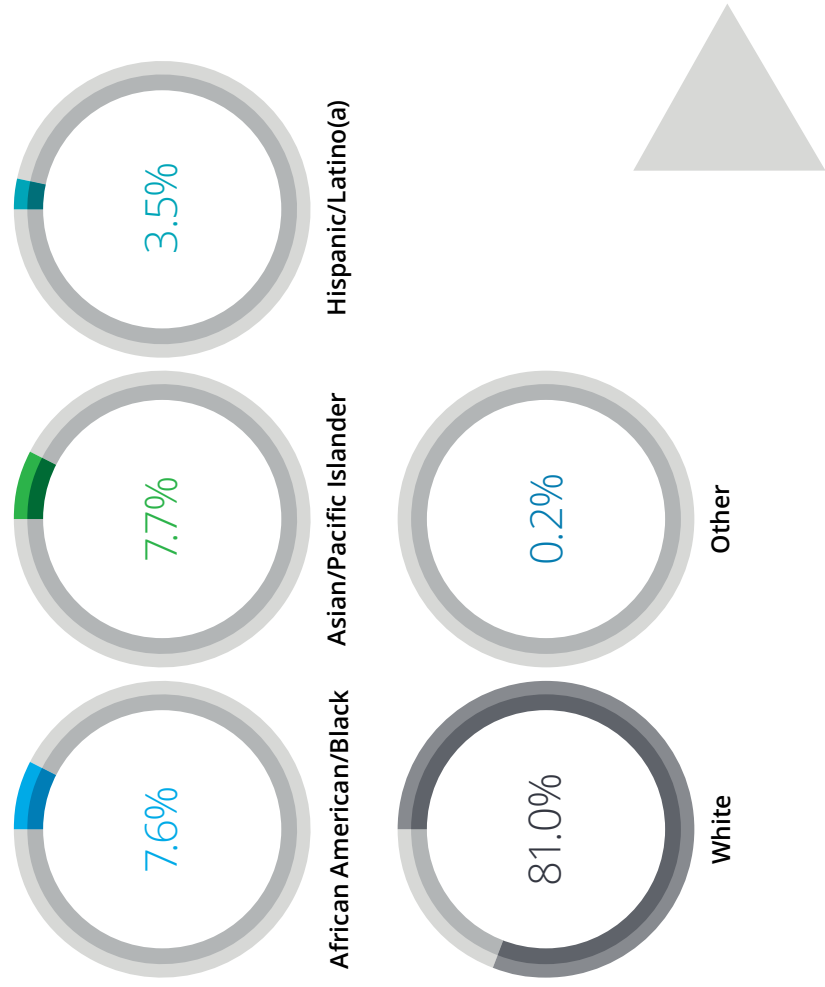 7.6%
African American/Black
7.7%
Asian/Pacific Islander
3.5%
Hispanic/Latino(a)
81.0%
White
0.2%
Other